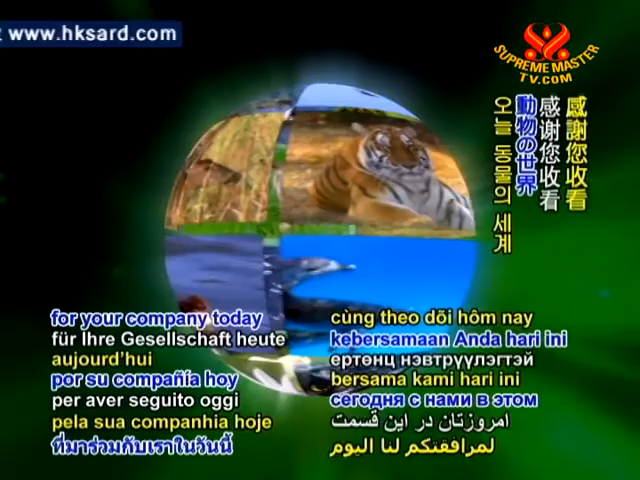 www.hksard.com
SUPREME MASTER
TV.COM
感謝您收看
感谢您收看
動物の世界
오늘 동물의 세계
for your company today
für Ihre Gesellschaft heute
aujourd'hui
por su compañía hoy
per aver seguito oggi
pela sua companhia hoje
ที่มาร่วมกับเราในวันนี้
cùng theo dõi hôm nay
kebersamaan Anda hari ini
ертөнц нэвтрүүлэгтэй
bersama kami hari ini
сегодня с нами в этом
امروزتان در این قسمت
لمرافقتكم لنا اليوم